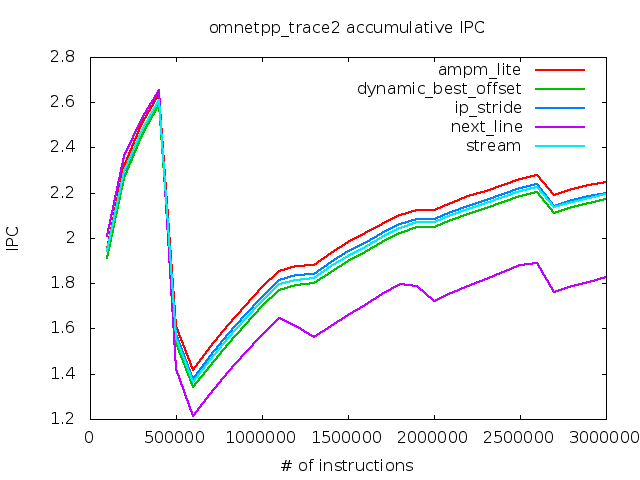 omnetpp_trace2 accumulative IPC
2.8
2.6
2.4
2.2
2
1.8
1.6
1.4
1.2
IPC
ampm_lite
dynamic_best_offset
ip_stride
next_line
stream
0 500000 1000000 1500000 2000000 2500000 3000000
# of instructions